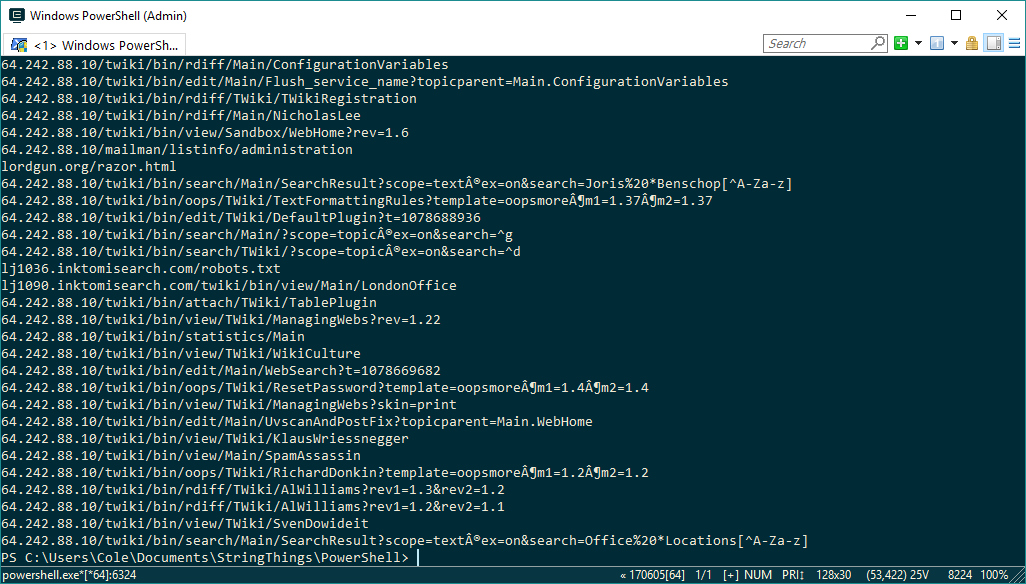 Windows PowerShell (Admin)
<1> Windows PowerSh...
Search
64.242.88.10/twiki/bin/rdiff/Main/ConfigurationVariables
64.242.88.10/twiki/bin/edit/Main/Flush_service_name?topicparent=Main.ConfigurationVariables
64.242.88.10/twiki/bin/rdiff/TWiki/TWikiRegistration
64.242.88.10/twiki/bin/rdiff/Main/NicholasLee
64.242.88.10/twiki/bin/view/Sandbox/WebHome?rev=1.6
64.242.88.10/mailman/listinfo/administration
lordgun.org/razor.html
64.242.88.10/twiki/bin/search/Main/SearchResult?scope=text®ex=on&search=Joris%20*Benschop[^A-Za-z]
64.242.88.10/twiki/bin/oops/TWiki/TextFormattingRules?template=oopsmore¶m1=1.37¶m2=1.37
64.242.88.10/twiki/bin/edit/TWiki/DefaultPlugin?t=1078688936
64.242.88.10/twiki/bin/search/Main/?scope=topic®ex=on&search=^g
64.242.88.10/twiki/bin/search/TWiki/?scope=topic®ex=on&search=^d
lj1036.inktomisearch.com/robots.txt
lj1090.inktomisearch.com/twiki/bin/view/Main/LondonOffice
64.242.88.10/twiki/bin/attach/TWiki/TablePlugin
64.242.88.10/twiki/bin/view/TWiki/ManagingWebs?rev=1.22
64.242.88.10/twiki/bin/statistics/Main
64.242.88.10/twiki/bin/view/TWiki/WikiCulture
64.242.88.10/twiki/bin/edit/Main/WebSearch?t=1078669682
64.242.88.10/twiki/bin/oops/TWiki/ResetPassword?template=oopsmore¶m1=1.4¶m2=1.4
64.242.88.10/twiki/bin/view/TWiki/ManagingWebs?skin=print
64.242.88.10/twiki/bin/edit/Main/UvscanAndPostFix?topicparent=Main.WebHome
64.242.88.10/twiki/bin/view/TWiki/KlausWriessnegger
64.242.88.10/twiki/bin/view/Main/SpamAssassin
64.242.88.10/twiki/bin/oops/TWiki/RichardDonkin?template=oopsmore¶m1=1.2¶m2=1.2
64.242.88.10/twiki/bin/rdiff/TWiki/AlWilliams?rev1=1.3&rev2=1.2
64.242.88.10/twiki/bin/rdiff/TWiki/AlWilliams?rev1=1.2&rev2=1.1
64.242.88.10/twiki/bin/view/TWiki/SvenDowideit
64.242.88.10/twiki/bin/search/Main/SearchResult?scope=text®ex=on&search=Office%20*Locations[^A-Za-z]
PS C:\Users\Cole\Documents\StringThings\PowerShell>
powershell.exe*[*64]:6324 « 170605[64] 1/1 [+] NUM PRI↕ 128x30 (53,422) 25V 8224 100%